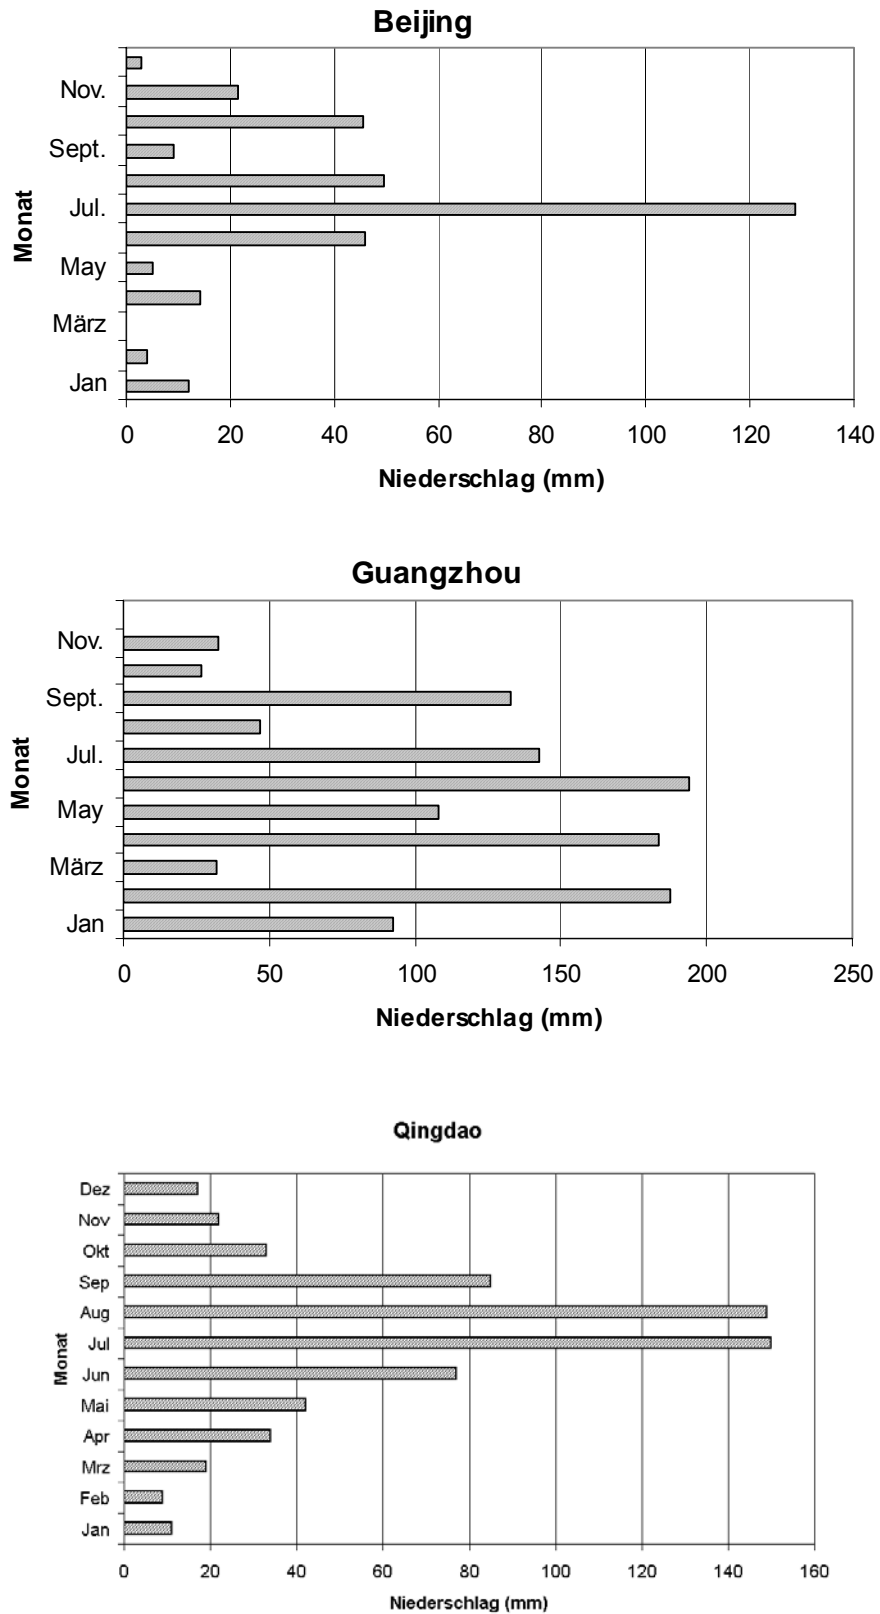 Beijing
Nov.
Sept.
Jul.
May
März
Jan
Monat
0 20 40 60 80 100 120 140
Niederschlag (mm)
Guangzhou
Nov.
Sept.
Jul.
May
März
Jan
Monat
0 50 100 150 200 250
Niederschlag (mm)
Qingdao
Dez
Nov
Okt
Sep
Aug
Jul
Jun
Mai
Apr
Mrz
Feb
Jan
Monat
0 20 40 60 80 100 120 140 160
Niederschlag (mm)